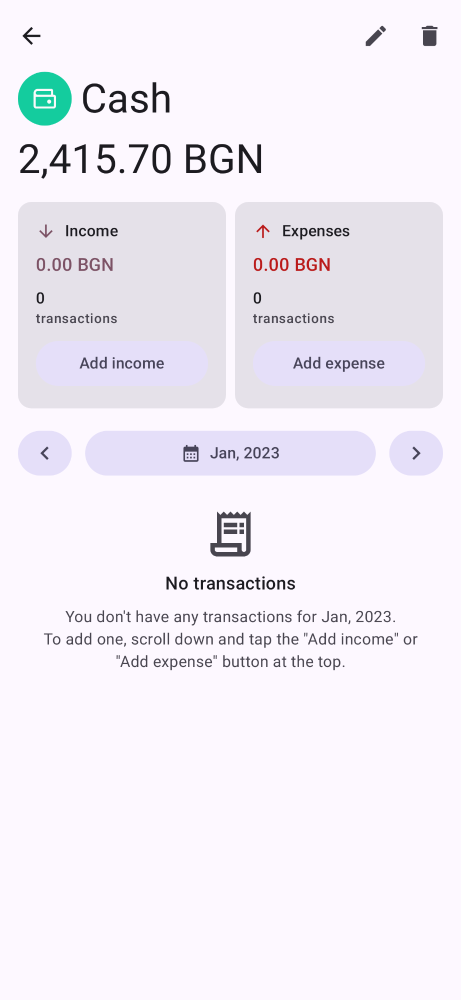 Cash
2,415.70 BGN
Income
0.00 BGN
0
transactions
Add income
Expenses
0.00 BGN
0
transactions
Add expense
Jan, 2023
No transactions
You don't have any transactions for Jan, 2023.
To add one, scroll down and tap the "Add income" or
"Add expense" button at the top.